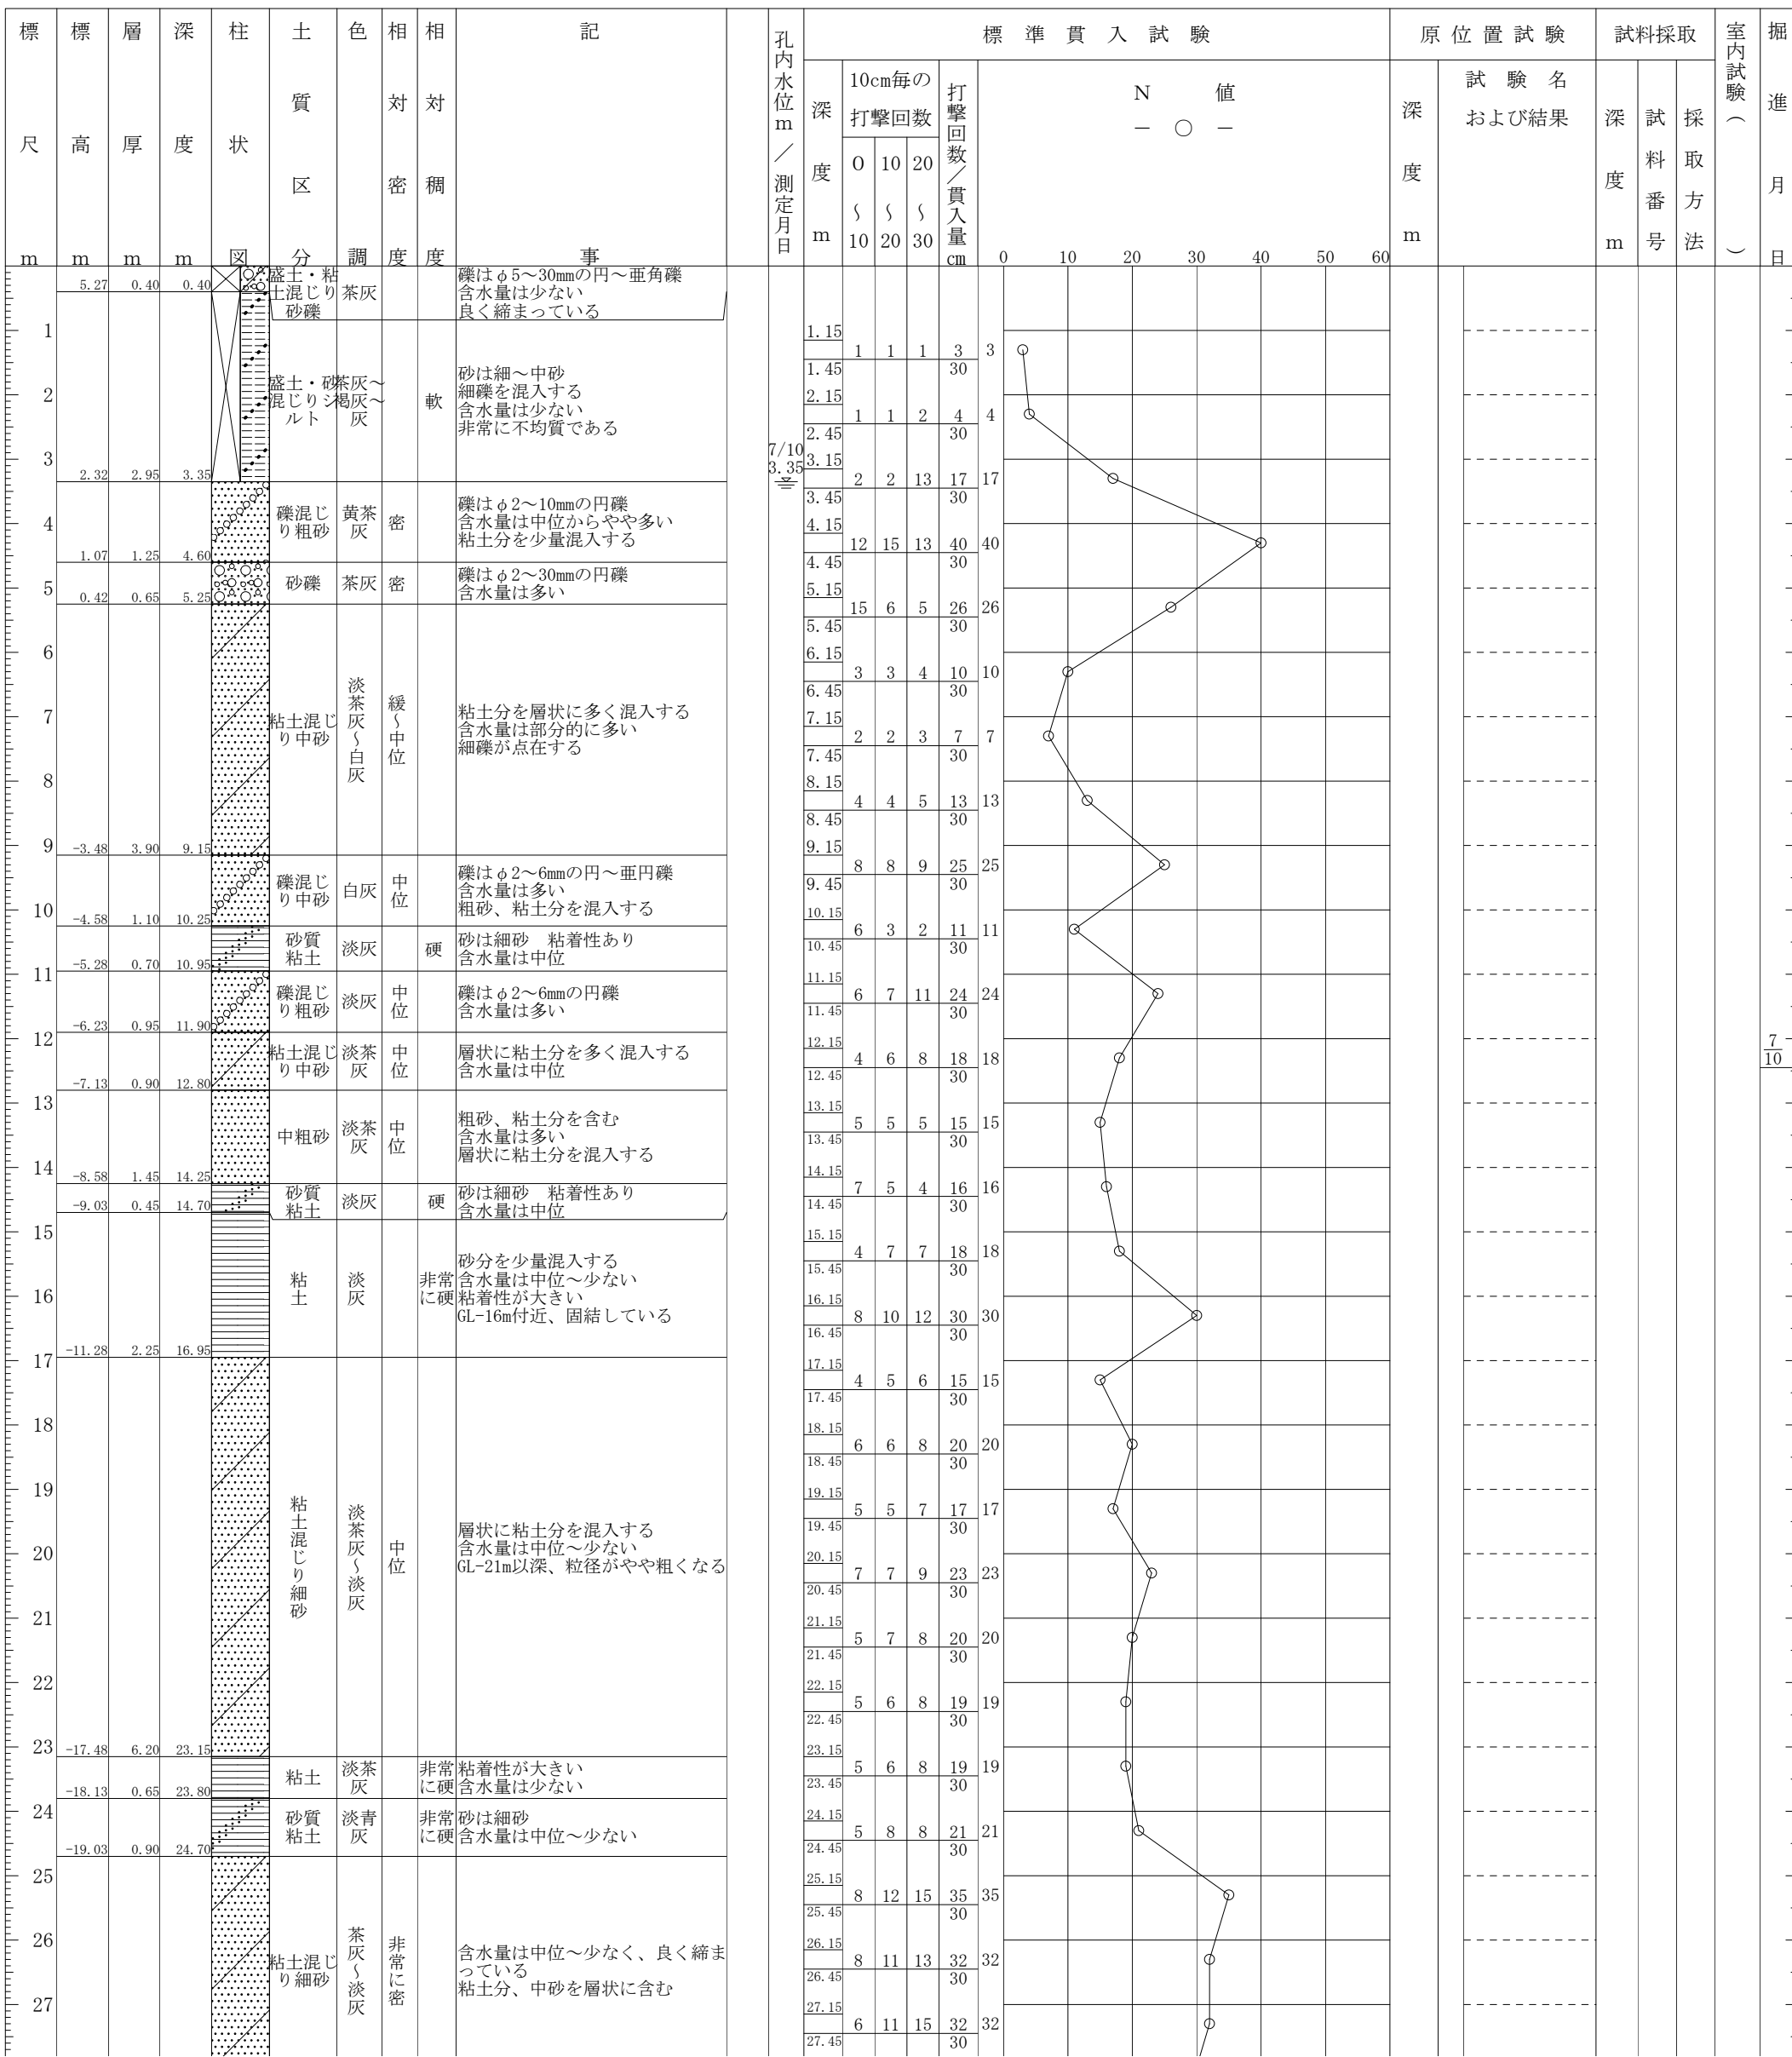 標尺 m
標高 m
層厚 m
深度 m
柱状図
土質区分
色調
相対密度
相対稠度
記事
孔内水位m／測定月日
標準貫入試験
深度 m
10cm毎の
打撃回数
0 10 20
〜 〜 〜
10 20 30
打撃回数／貫入量 cm
N 値
― ○ ―
0 10 20 30 40 50 60
原位置試験
深度 m
試験名
および結果
試料採取
深度 m
試料番号
採取方法
室内試験（ ）
掘進月日
5.27 0.40 0.40
盛土・粘
土混じり
砂礫
茶灰
礫はφ5〜30mmの円〜亜角礫
含水量は少ない
良く締まっている
2.32 2.95 3.35
盛土・砂
混じりシ
ルト
茶灰〜
褐灰〜
灰
軟
砂は細〜中砂
細礫を混入する
含水量は少ない
非常に不均質である
1.07 1.25 4.60
礫混じ
り粗砂
黄茶
灰
密
礫はφ2〜10mmの円礫
含水量は中位からやや多い
粘土分を少量混入する
0.42 0.65 5.25
砂礫
茶灰
密
礫はφ2〜30mmの円礫
含水量は多い
-3.48 3.90 9.15
粘土混じ
り中砂
淡茶灰〜白灰
緩〜中位
粘土分を層状に多く混入する
含水量は部分的に多い
細礫が点在する
-4.58 1.10 10.25
礫混じ
り中砂
白灰
中位
礫はφ2〜6mmの円〜亜円礫
含水量は多い
粗砂、粘土分を混入する
-5.28 0.70 10.95
砂質
粘土
淡灰
硬
砂は細砂　粘着性あり
含水量は中位
-6.23 0.95 11.90
礫混じ
り粗砂
淡灰
中位
礫はφ2〜6mmの円礫
含水量は多い
-7.13 0.90 12.80
粘土混じ
り中砂
淡茶
灰
中位
層状に粘土分を多く混入する
含水量は中位
-8.58 1.45 14.25
中粗砂
淡茶
灰
中位
粗砂、粘土分を含む
含水量は多い
層状に粘土分を混入する
-9.03 0.45 14.70
砂質
粘土
淡灰
硬
砂は細砂　粘着性あり
含水量は中位
-11.28 2.25 16.95
粘土
淡灰
非常
に硬
砂分を少量混入する
含水量は中位〜少ない
粘着性が大きい
GL-16m付近、固結している
-17.48 6.20 23.15
粘土混じり細砂
淡茶灰〜淡灰
中位
層状に粘土分を混入する
含水量は中位〜少ない
GL-21m以深、粒径がやや粗くなる
-18.13 0.65 23.80
粘土
淡茶
灰
非常
に硬
粘着性が大きい
含水量は少ない
-19.03 0.90 24.70
砂質
粘土
淡青
灰
非常
に硬
砂は細砂
含水量は中位〜少ない
粘土混じ
り細砂
茶灰〜淡灰
非常に密
含水量は中位〜少なく、良く締ま
っている
粘土分、中砂を層状に含む
1
2
3
4
5
6
7
8
9
10
11
12
13
14
15
16
17
18
19
20
21
22
23
24
25
26
27
7/10
3.35
1.15
1 1 1 3 3
1.45 30
2.15
1 1 2 4 4
2.45 30
3.15
2 2 13 17 17
3.45 30
4.15
12 15 13 40 40
4.45 30
5.15
15 6 5 26 26
5.45 30
6.15
3 3 4 10 10
6.45 30
7.15
2 2 3 7 7
7.45 30
8.15
4 4 5 13 13
8.45 30
9.15
8 8 9 25 25
9.45 30
10.15
6 3 2 11 11
10.45 30
11.15
6 7 11 24 24
11.45 30
12.15
4 6 8 18 18
12.45 30
13.15
5 5 5 15 15
13.45 30
14.15
7 5 4 16 16
14.45 30
15.15
4 7 7 18 18
15.45 30
16.15
8 10 12 30 30
16.45 30
17.15
4 5 6 15 15
17.45 30
18.15
6 6 8 20 20
18.45 30
19.15
5 5 7 17 17
19.45 30
20.15
7 7 9 23 23
20.45 30
21.15
5 7 8 20 20
21.45 30
22.15
5 6 8 19 19
22.45 30
23.15
5 6 8 19 19
23.45 30
24.15
5 8 8 21 21
24.45 30
25.15
8 12 15 35 35
25.45 30
26.15
8 11 13 32 32
26.45 30
27.15
6 11 15 32 32
27.45 30
7
10